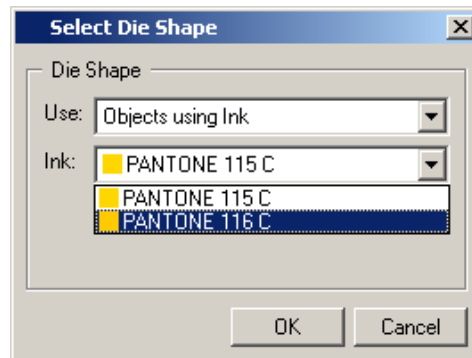 Select Die Shape
Die Shape
Use: Objects using Ink
Ink: PANTONE 115 C
PANTONE 115 C
PANTONE 116 C
OK Cancel